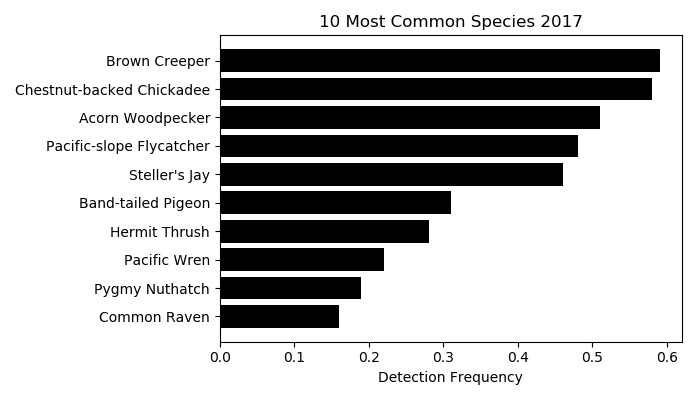 10 Most Common Species 2017
Brown Creeper
Chestnut-backed Chickadee
Acorn Woodpecker
Pacific-slope Flycatcher
Steller's Jay
Band-tailed Pigeon
Hermit Thrush
Pacific Wren
Pygmy Nuthatch
Common Raven
0.0 0.1 0.2 0.3 0.4 0.5 0.6
Detection Frequency